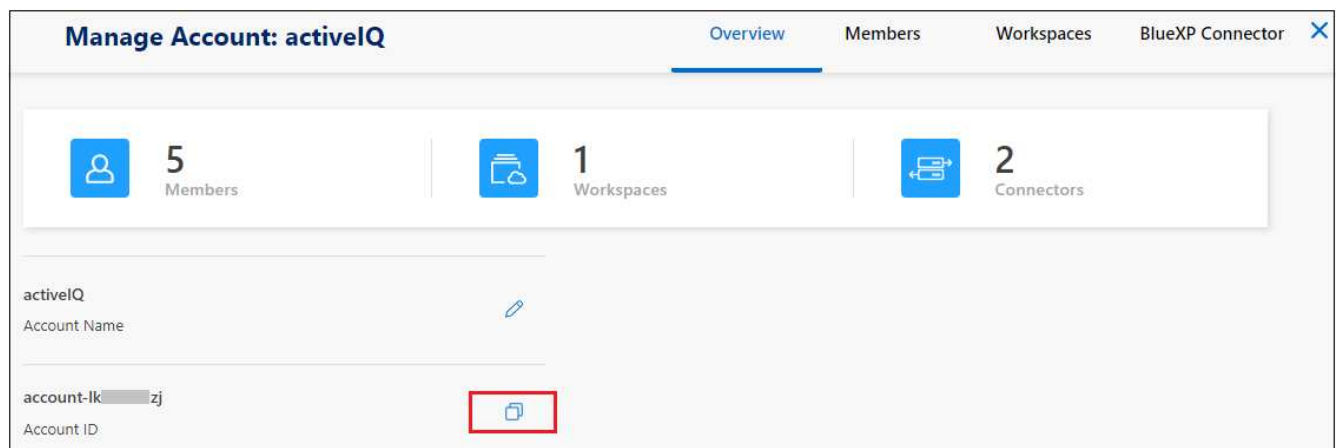 Manage Account: activeIQ
Overview
Members
Workspaces
BlueXP Connector
5
Members
1
Workspaces
2
Connectors
activeIQ
Account Name
account-lk zj
Account ID